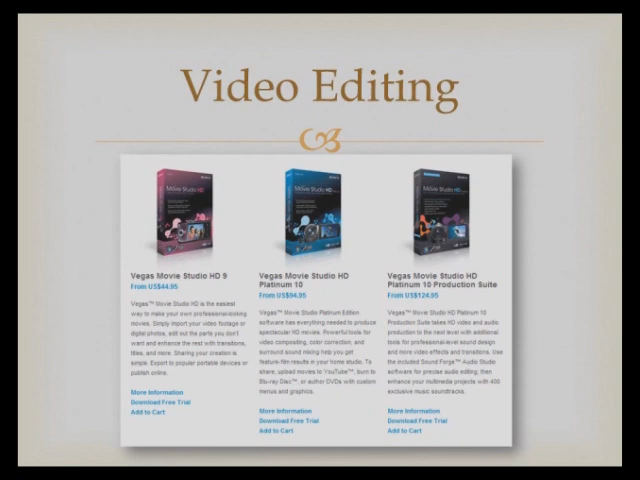 Video Editing
Movie Studio HD
Movie Studio HD
Movie Studio HD
Vegas Movie Studio HD 9
From US$44.95
Vegas™ Movie Studio HD is the easiest
way to make your own professional-looking
movies. Simply import your video footage or
digital photos, edit out the parts you don't
want and enhance the rest with transitions,
titles, and more. Sharing your creation is
simple. Export to popular portable devices or
publish online.
More Information
Download Free Trial
Add to Cart
Vegas Movie Studio HD
Platinum 10
From US$94.95
Vegas™ Movie Studio Platinum Edition
software has everything needed to produce
spectacular HD movies. Powerful tools for
video compositing, color correction, and
surround sound mixing help you get
feature-film results in your home studio. To
share, upload movies to YouTube™, burn to
Blu-ray Disc™, or author DVDs with custom
menus and graphics.
More Information
Download Free Trial
Add to Cart
Vegas Movie Studio HD
Platinum 10 Production Suite
From US$124.95
Vegas™ Movie Studio HD Platinum 10
Production Suite takes HD video and audio
production to the next level with additional
tools for professional-level sound design
and more video effects and transitions. Use
the included Sound Forge™ Audio Studio
software for precise audio editing; then
enhance your multimedia projects with 400
exclusive music soundtracks.
More Information
Download Free Trial
Add to Cart